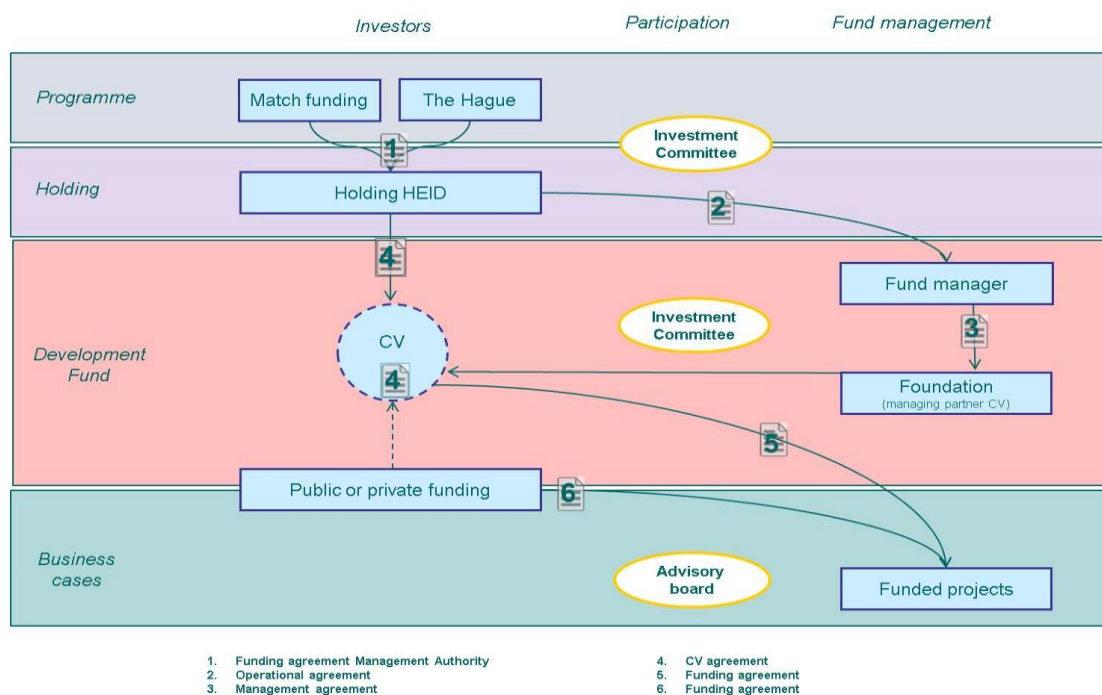 Investors
Participation
Fund management
Programme
Match funding
The Hague
Investment
Committee
1
Holding
Holding HEID
2
4
Fund manager
Investment
Committee
3
CV
4
Development
Fund
Foundation
(managing partner CV)
5
Public or private funding
6
Business
cases
Advisory
board
Funded projects
1. Funding agreement Management Authority
2. Operational agreement
3. Management agreement
4. CV agreement
5. Funding agreement
6. Funding agreement